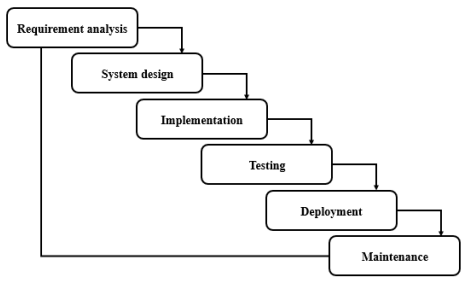 Requirement analysis
System design
Implementation
Testing
Deployment
Maintenance